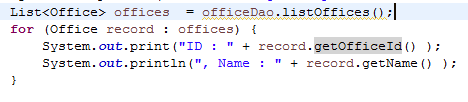 List<Office> offices  = officeDao.listOffices();
for (Office record : offices) {
    System.out.print("ID : " + record.getOfficeId() );
    System.out.println(", Name : " + record.getName() );
}